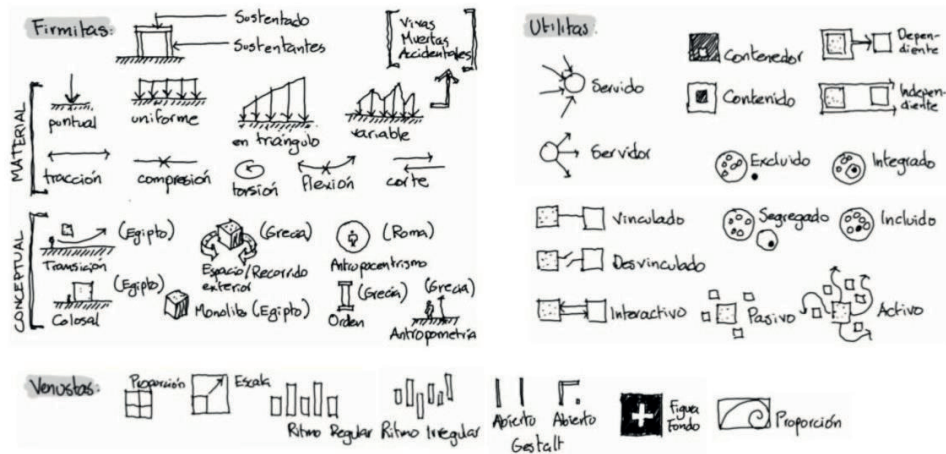 Firmitas:
Sustentado
Sustentantes
Vivas
Muertas
Accidentales
MATERIAL
puntual
uniforme
en triángulo
variable
tracción
compresión
torsión
flexión
corte
CONCEPTUAL
(Egipto)
Transición
(Grecia)
Espacio/Recorrido
exterior
(Roma)
Antropocentrismo
(Egipto)
Colosal
Monolito (Egipto)
(Grecia)
Orden
(Grecia)
Antropometría
Utilitas:
Servido
Contenedor
Depen-
diente
Contenido
Indepen-
diente
Servidor
Excluido
Integrado
Vinculado
Segregado
Incluido
Desvinculado
Interactivo
Pasivo
Activo
Venustas:
Proporción
Escala
Ritmo Regular
Ritmo Irregular
Abierto
Abierto
Gestalt
Figura
Fondo
Proporción